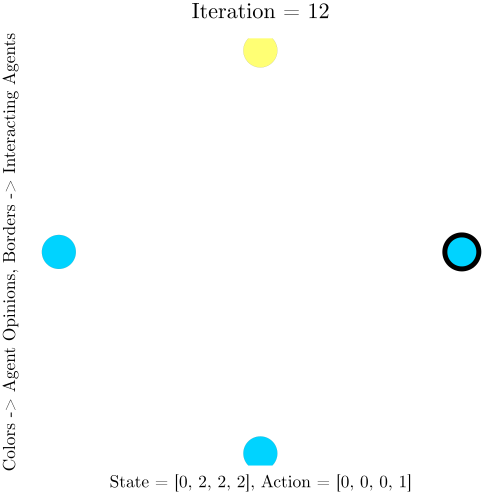 Iteration = 12
Colors -> Agent Opinions, Borders -> Interacting Agents
State = [0, 2, 2, 2], Action = [0, 0, 0, 1]